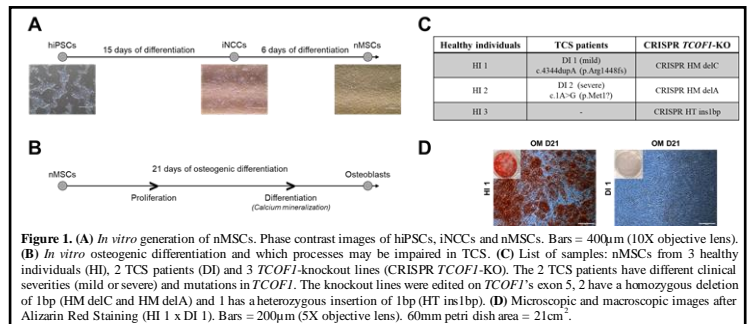 A
hiPSCs
15 days of differentiation
iNCCs
6 days of differentiation
nMSCs
B
21 days of osteogenic differentiation
nMSCs
Osteoblasts
Proliferation
Differentiation
(Calcium mineralization)
C
Healthy individuals TCS patients CRISPR TCOF1-KO
HI 1 DI 1 (mild) c.4344dupA (p.Arg1448fs) CRISPR HM delC
HI 2 DI 2 (severe) c.1A>G (p.Met1?) CRISPR HM delA
HI 3 - CRISPR HT ins1bp
D
OM D21 OM D21
HI 1
DI 1
Figure 1. (A) In vitro generation of nMSCs. Phase contrast images of hiPSCs, iNCCs and nMSCs. Bars = 400µm (10X objective lens).
(B) In vitro osteogenic differentiation and which processes may be impaired in TCS. (C) List of samples: nMSCs from 3 healthy
individuals (HI), 2 TCS patients (DI) and 3 TCOF1-knockout lines (CRISPR TCOF1-KO). The 2 TCS patients have different clinical
severities (mild or severe) and mutations in TCOF1. The knockout lines were edited on TCOF1's exon 5, 2 have a homozygous deletion
of 1bp (HM delC and HM delA) and 1 has a heterozygous insertion of 1bp (HT ins1bp). (D) Microscopic and macroscopic images after
Alizarin Red Staining (HI 1 x DI 1). Bars = 200µm (5X objective lens). 60mm petri dish area = 21cm².